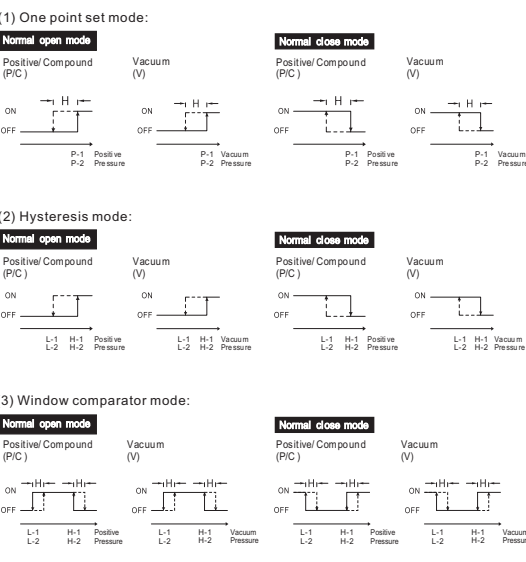 (1) One point set mode:
Normal open mode
Normal close mode
Positive/Compound (P/C)
Vacuum (V)
Positive/Compound (P/C)
Vacuum (V)
H H H H
ON ON ON ON
OFF OFF OFF OFF
P-1 Positive P-1 Vacuum P-1 Positive P-1 Vacuum
P-2 Pressure P-2 Pressure P-2 Pressure P-2 Pressure
(2) Hysteresis mode:
Normal open mode
Normal close mode
Positive/Compound (P/C)
Vacuum (V)
Positive/Compound (P/C)
Vacuum (V)
ON ON ON ON
OFF OFF OFF OFF
L-1 H-1 Positive L-1 H-1 Vacuum L-1 H-1 Positive L-1 H-1 Vacuum
L-2 H-2 Pressure L-2 H-2 Pressure L-2 H-2 Pressure L-2 H-2 Pressure
3) Window comparator mode:
Normal open mode
Normal close mode
Positive/Compound (P/C)
Vacuum (V)
Positive/Compound (P/C)
Vacuum (V)
H H H H H H H H
ON ON ON ON
OFF OFF OFF OFF
L-1 H-1 Positive L-1 H-1 Vacuum L-1 H-1 Positive L-1 H-1 Vacuum
L-2 H-2 Pressure L-2 H-2 Pressure L-2 H-2 Pressure L-2 H-2 Pressure